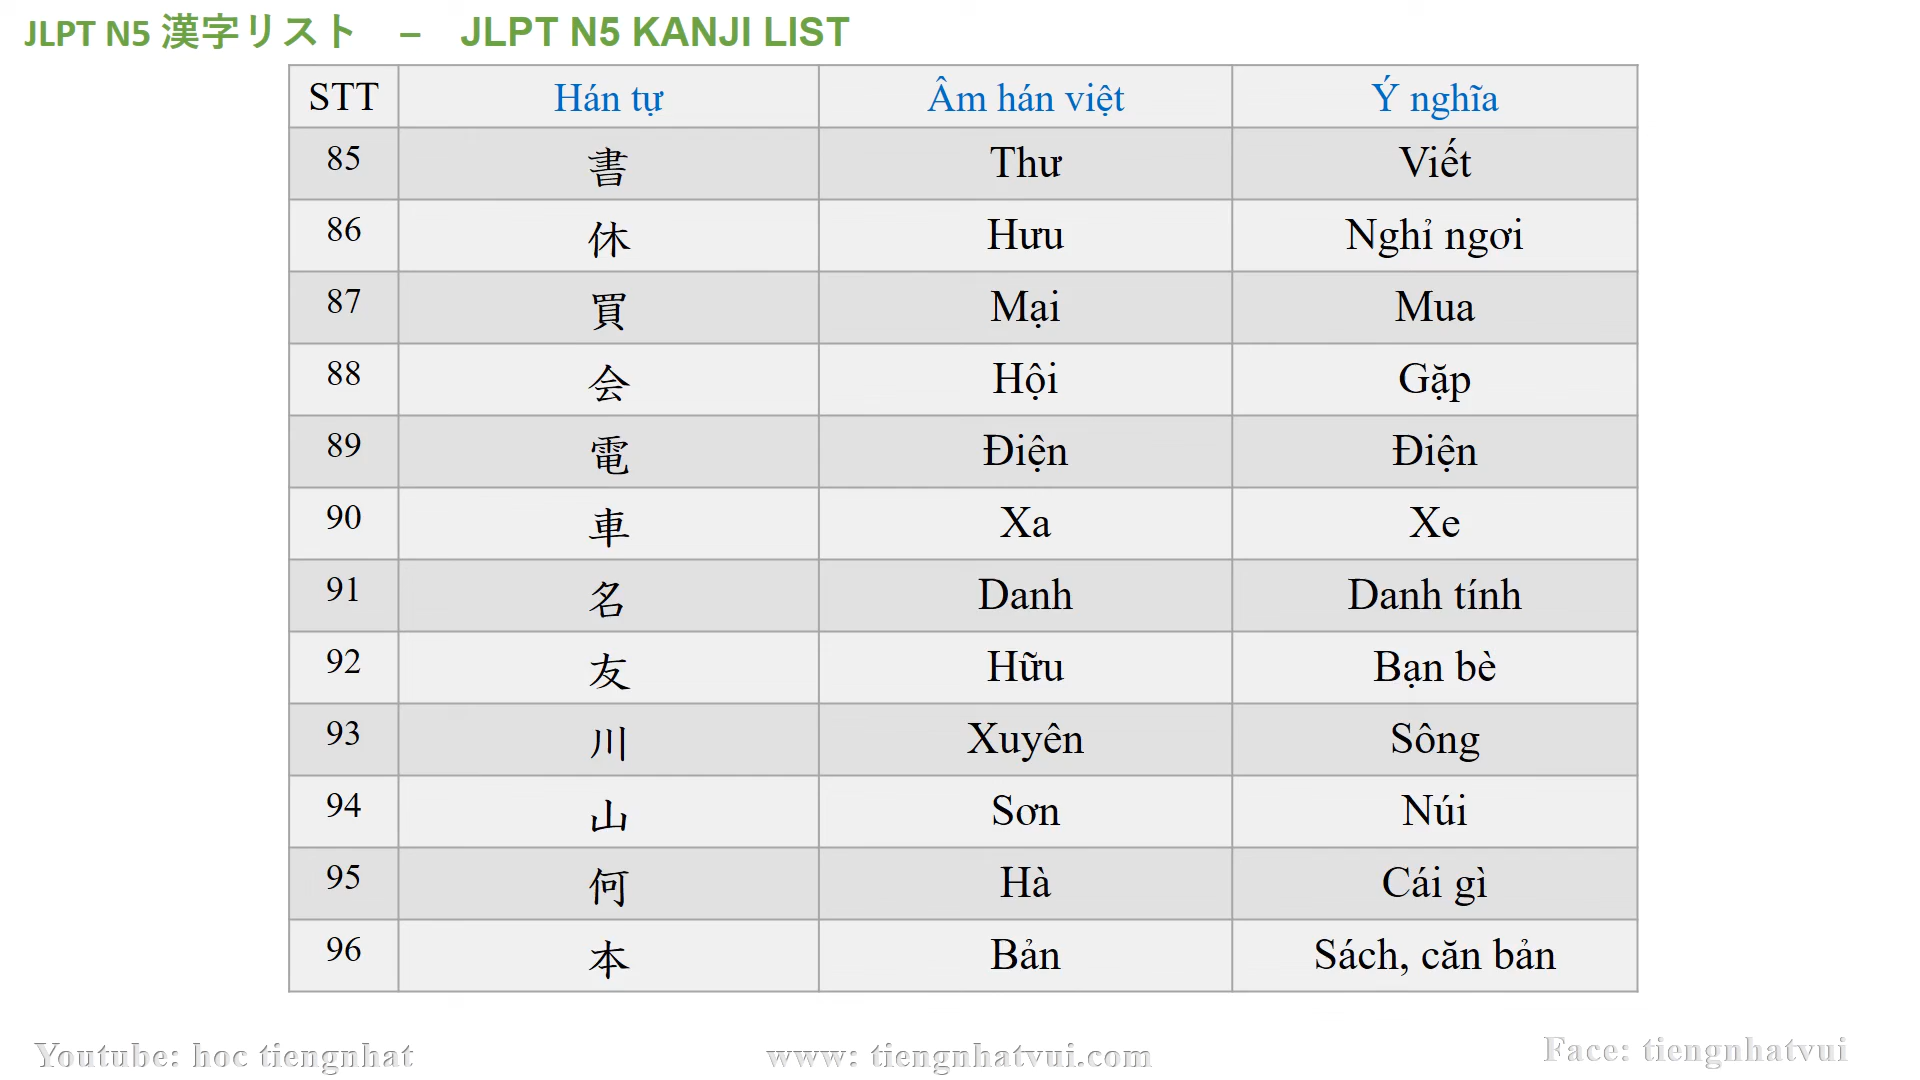 JLPT N5 漢字リスト – JLPT N5 KANJI LIST
STT Hán tự Âm hán việt Ý nghĩa
85 書 Thư Viết
86 休 Hưu Nghỉ ngơi
87 買 Mại Mua
88 会 Hội Gặp
89 電 Điện Điện
90 車 Xa Xe
91 名 Danh Danh tính
92 友 Hữu Bạn bè
93 川 Xuyên Sông
94 山 Sơn Núi
95 何 Hà Cái gì
96 本 Bản Sách, căn bản
Youtube: hoc tiengnhat www: tiengnhatvui.com Face: tiengnhatvui